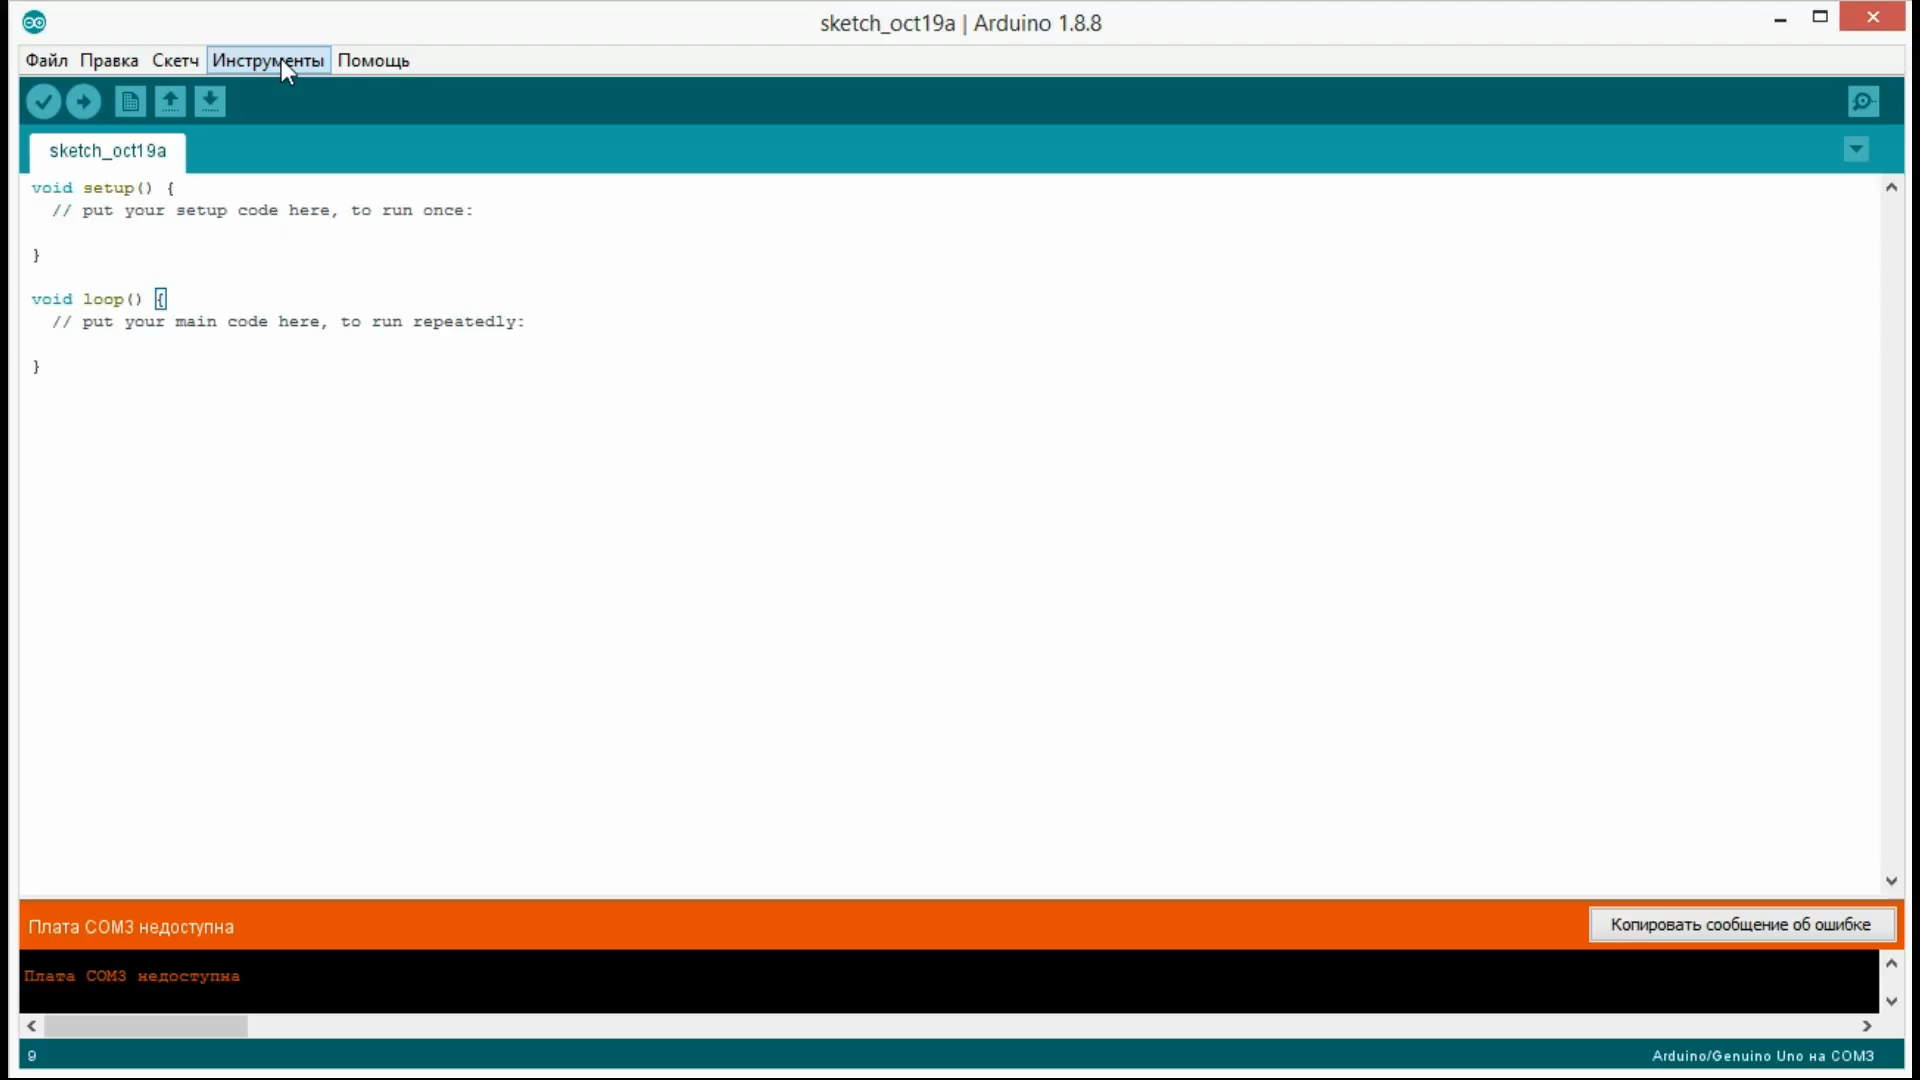 sketch_oct19a | Arduino 1.8.8
Файл Правка Скетч Инструменты Помощь
sketch_oct19a
void setup() {
  // put your setup code here, to run once:
}
void loop() {
  // put your main code here, to run repeatedly:
}
Плата COM3 недоступна
Копировать сообщение об ошибке
Плата COM3 недоступна
9
Arduino/Genuino Uno на COM3